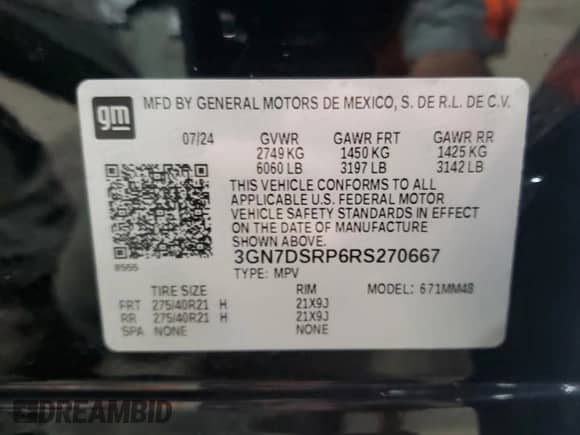 gm
MFD BY GENERAL MOTORS DE MEXICO, S. DE R.L. DE C.V.
07/24 GVWR GAWR FRT GAWR RR
2749 KG 1450 KG 1425 KG
6060 LB 3197 LB 3142 LB
THIS VEHICLE CONFORMS TO ALL
APPLICABLE U.S. FEDERAL MOTOR
VEHICLE SAFETY STANDARDS IN EFFECT
ON THE DATE OF MANUFACTURE
SHOWN ABOVE.
3GN7DSRP6RS270667
TYPE: MPV
TIRE SIZE RIM MODEL: 671MM48
FRT 275/40R21 H 21X9J
RR 275/40R21 H 21X9J
SPA NONE NONE
DREAMBID